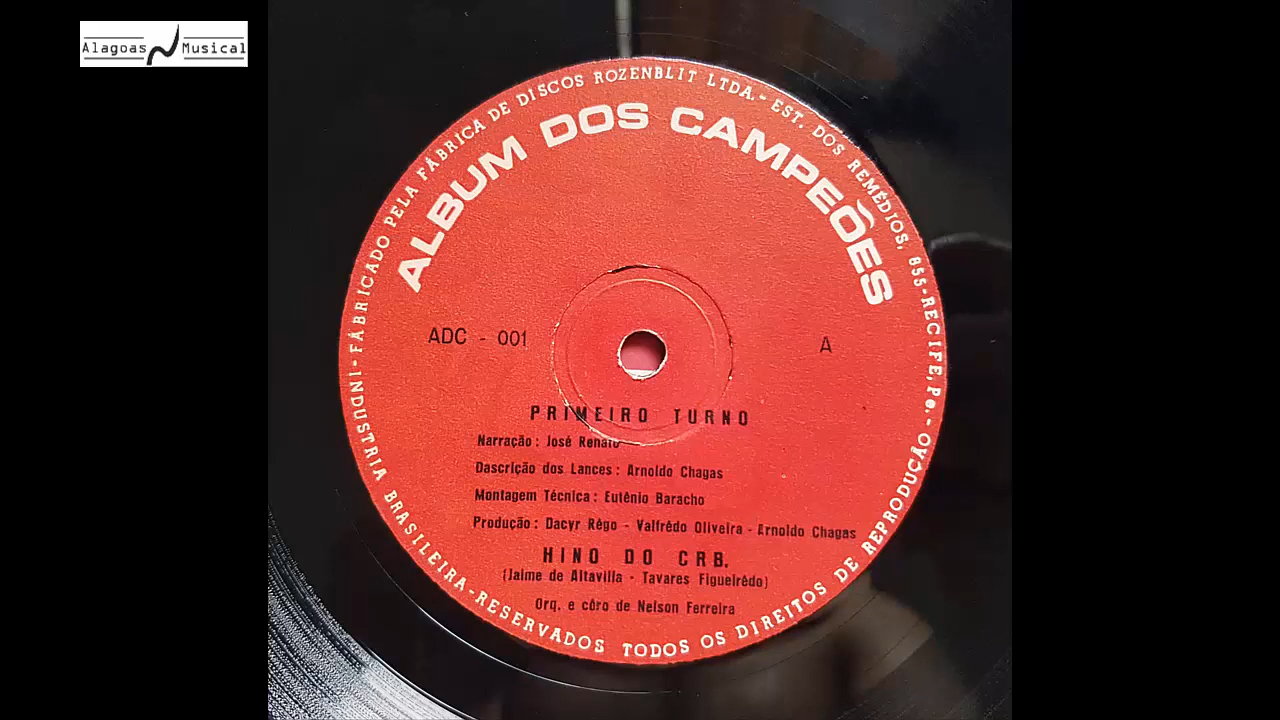 Alagoas Musical
FÁBRICADO PELA FÁBRICA DE DISCOS ROZENBLIT LTDA.- EST. DOS REMÉDIOS, 855-RECIFE, Pe. -
ALBUM DOS CAMPEÕES
ADC - 001
A
PRIMEIRO TURNO
Narração: José Renato
Dascrição dos Lances: Arnoldo Chagas
Montagem Técnica: Eutênio Baracho
Produção: Dacyr Rêgo - Valfrêdo Oliveira - Arnoldo Chagas
HINO DO CRB.
(Jaime de Altavilla - Tavares Figueirêdo)
Orq. e côro de Nelson Ferreira
INDUSTRIA BRASILEIRA-RESERVADOS TODOS OS DIREITOS DE REPRODUÇÃO